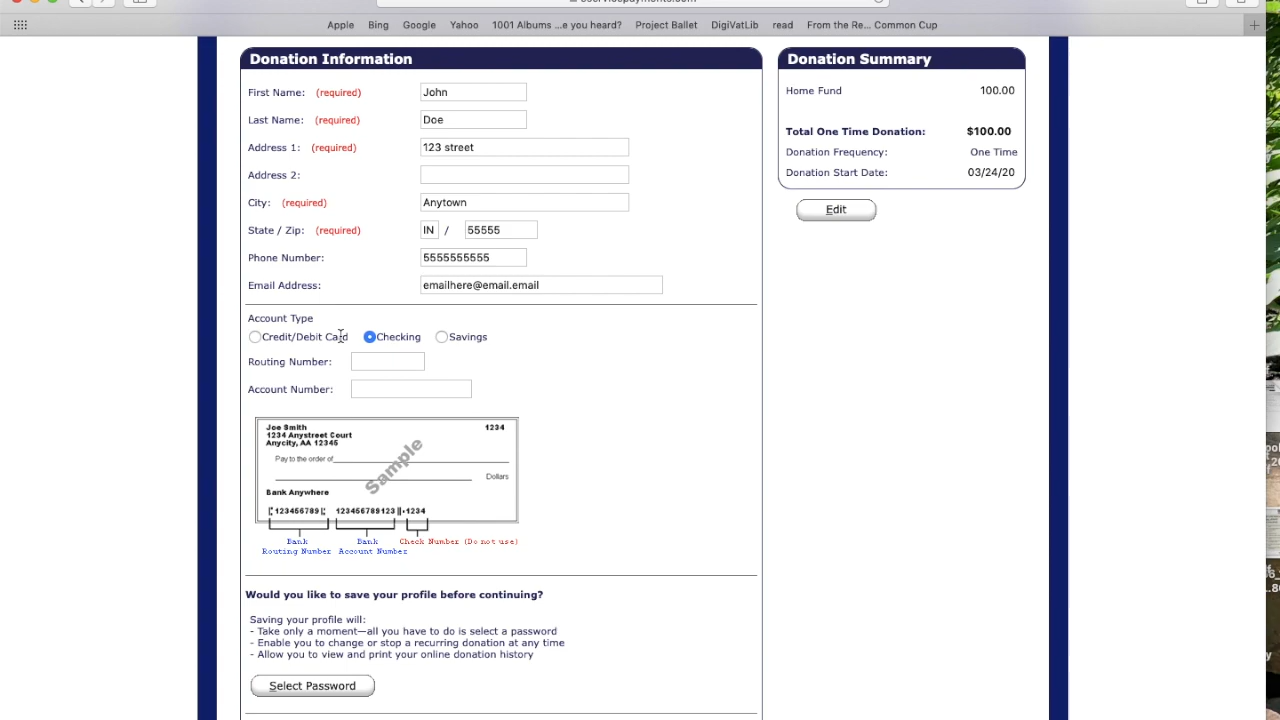 Apple Bing Google Yahoo 1001 Albums ...e you heard? Project Ballet DigiVatLib read From the Re... Common Cup
Donation Information
First Name: (required) John
Last Name: (required) Doe
Address 1: (required) 123 street
Address 2:
City: (required) Anytown
State / Zip: (required) IN / 55555
Phone Number: 5555555555
Email Address: emailhere@email.email
Account Type
Credit/Debit Card Checking Savings
Routing Number:
Account Number:
Joe Smith 1234
1234 Anystreet Court
Anycity, AA 12345
Pay to the order of
Sample
Dollars
Bank Anywhere
123456789 123456789123 1234
Bank Bank Check Number (Do not use)
Routing Number Account Number
Would you like to save your profile before continuing?
Saving your profile will:
- Take only a moment—all you have to do is select a password
- Enable you to change or stop a recurring donation at any time
- Allow you to view and print your online donation history
Select Password
Donation Summary
Home Fund 100.00
Total One Time Donation: $100.00
Donation Frequency: One Time
Donation Start Date: 03/24/20
Edit